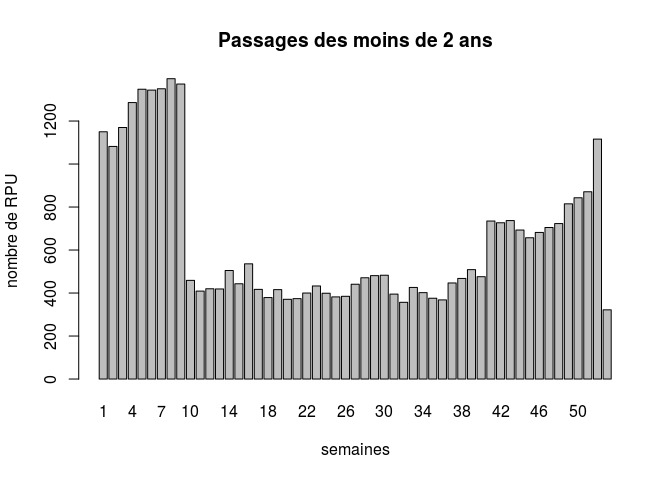 Passages des moins de 2 ans
nombre de RPU
0 200 400 600 800 1200
1 4 7 10 14 18 22 26 30 34 38 42 46 50
semaines